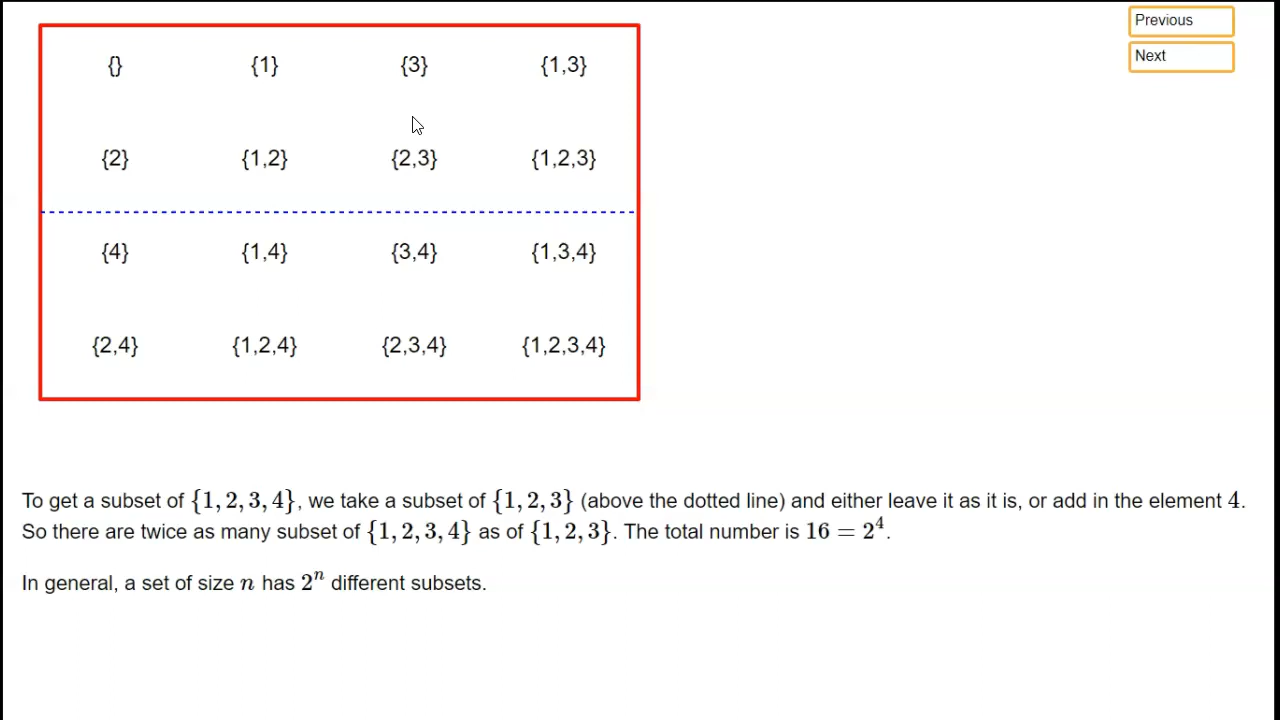 Previous
Next
{} {1} {3} {1,3}
{2} {1,2} {2,3} {1,2,3}
{4} {1,4} {3,4} {1,3,4}
{2,4} {1,2,4} {2,3,4} {1,2,3,4}
To get a subset of {1, 2, 3, 4}, we take a subset of {1, 2, 3} (above the dotted line) and either leave it as it is, or add in the element 4.
So there are twice as many subset of {1, 2, 3, 4} as of {1, 2, 3}. The total number is 16 = 2⁴.
In general, a set of size n has 2ⁿ different subsets.